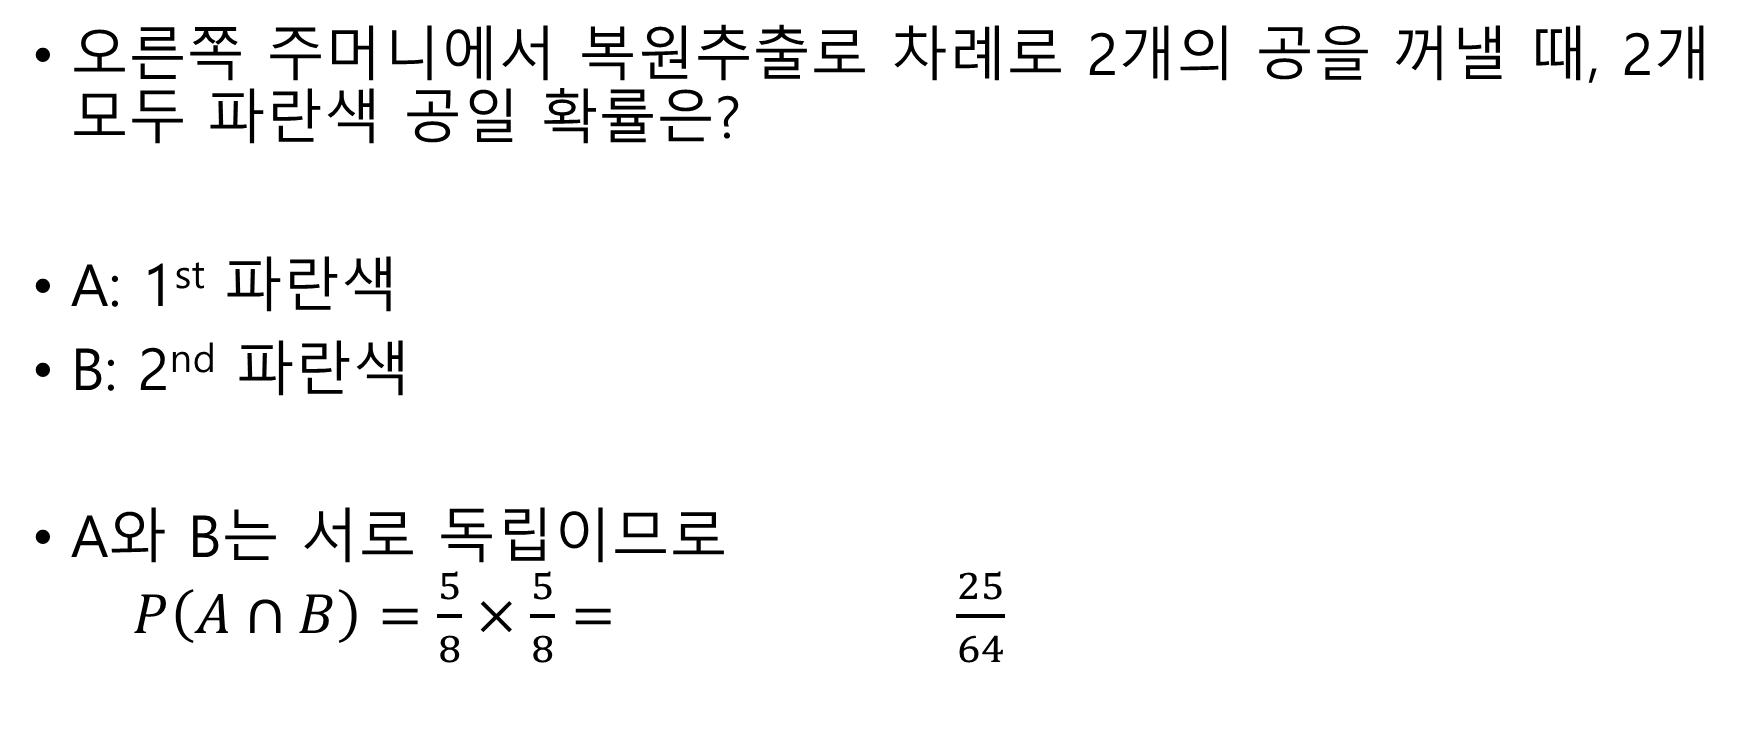 • 오른쪽 주머니에서 복원추출로 차례로 2개의 공을 꺼낼 때, 2개
모두 파란색 공일 확률은?
• A: 1st 파란색
• B: 2nd 파란색
• A와 B는 서로 독립이므로
P(A ∩ B) = 5/8 × 5/8 = 25/64